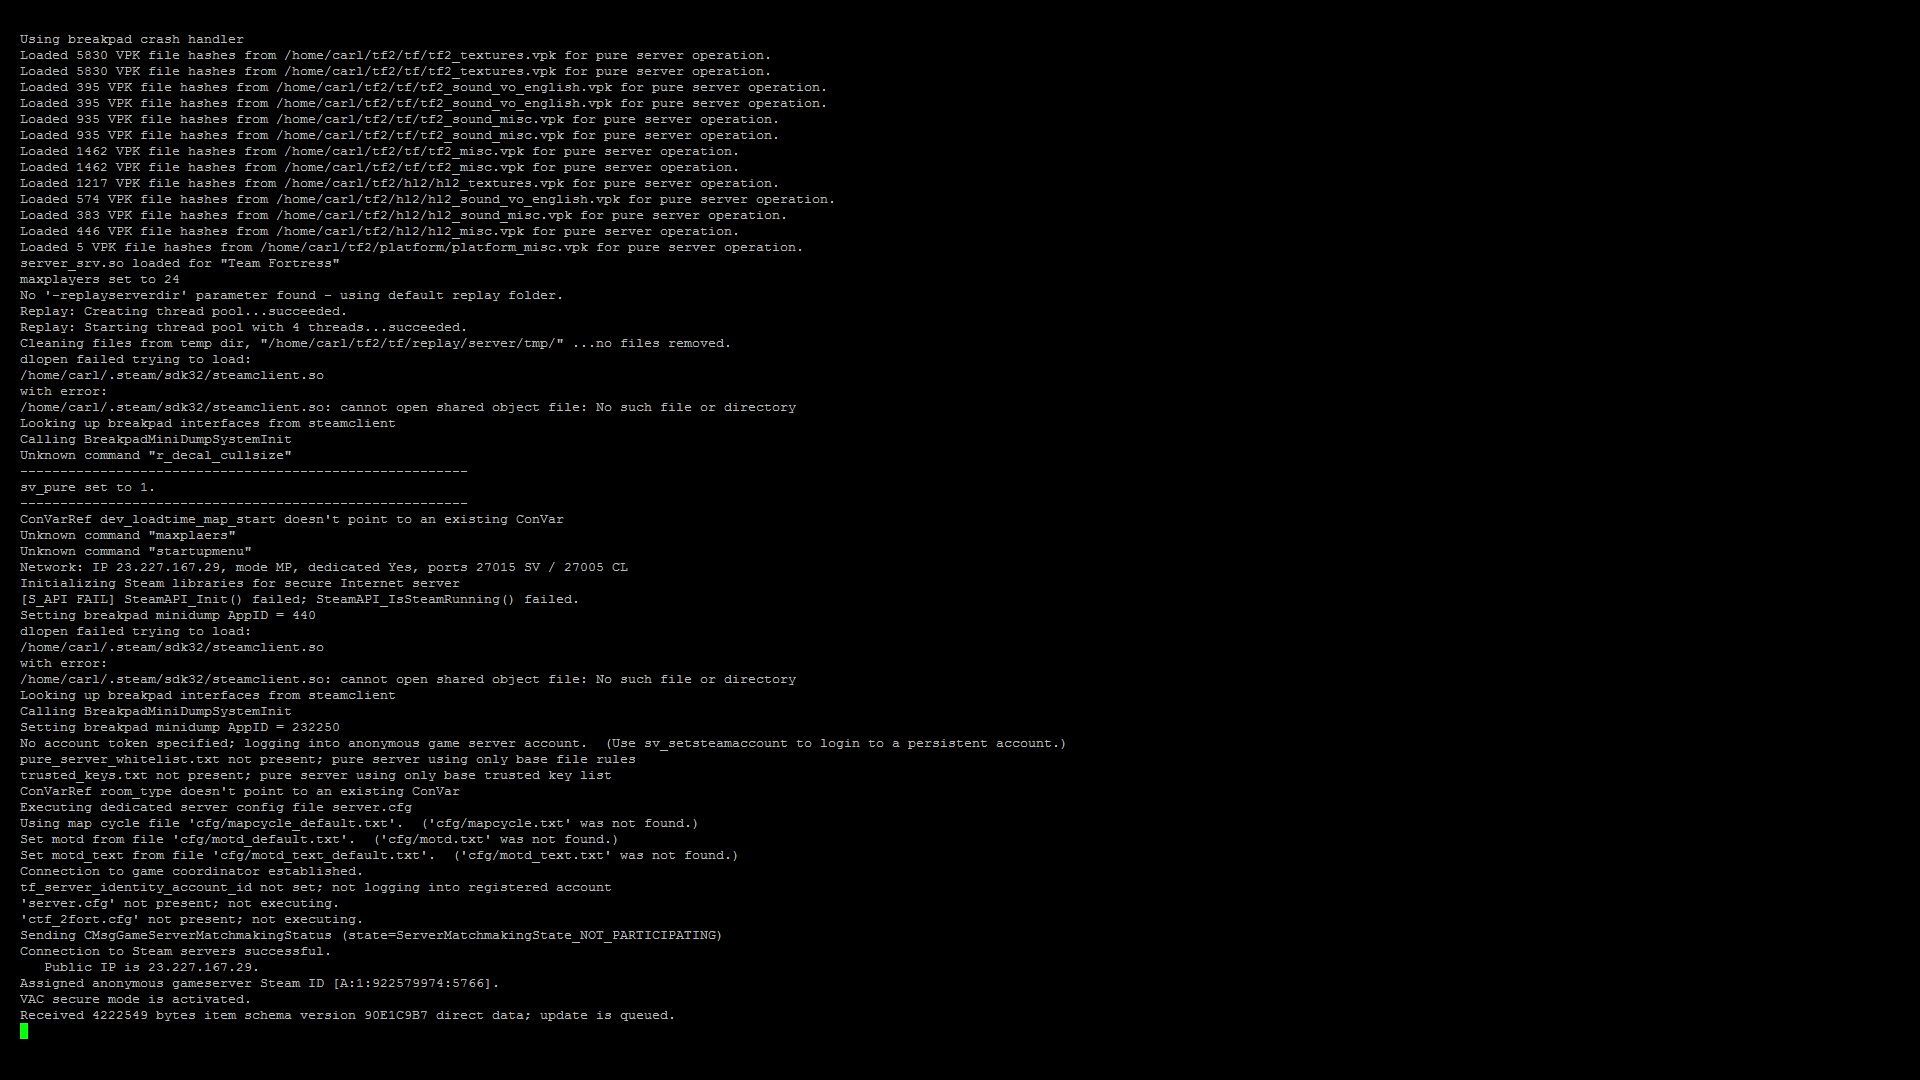 Using breakpad crash handler
Loaded 5830 VPK file hashes from /home/carl/tf2/tf/tf2_textures.vpk for pure server operation.
Loaded 5830 VPK file hashes from /home/carl/tf2/tf/tf2_textures.vpk for pure server operation.
Loaded 395 VPK file hashes from /home/carl/tf2/tf/tf2_sound_vo_english.vpk for pure server operation.
Loaded 395 VPK file hashes from /home/carl/tf2/tf/tf2_sound_vo_english.vpk for pure server operation.
Loaded 935 VPK file hashes from /home/carl/tf2/tf/tf2_sound_misc.vpk for pure server operation.
Loaded 935 VPK file hashes from /home/carl/tf2/tf/tf2_sound_misc.vpk for pure server operation.
Loaded 1462 VPK file hashes from /home/carl/tf2/tf/tf2_misc.vpk for pure server operation.
Loaded 1462 VPK file hashes from /home/carl/tf2/tf/tf2_misc.vpk for pure server operation.
Loaded 1217 VPK file hashes from /home/carl/tf2/hl2/hl2_textures.vpk for pure server operation.
Loaded 574 VPK file hashes from /home/carl/tf2/hl2/hl2_sound_vo_english.vpk for pure server operation.
Loaded 383 VPK file hashes from /home/carl/tf2/hl2/hl2_sound_misc.vpk for pure server operation.
Loaded 446 VPK file hashes from /home/carl/tf2/hl2/hl2_misc.vpk for pure server operation.
Loaded 5 VPK file hashes from /home/carl/tf2/platform/platform_misc.vpk for pure server operation.
server_srv.so loaded for "Team Fortress"
maxplayers set to 24
No '-replayserverdir' parameter found - using default replay folder.
Replay: Creating thread pool...succeeded.
Replay: Starting thread pool with 4 threads...succeeded.
Cleaning files from temp dir, "/home/carl/tf2/tf/replay/server/tmp/" ...no files removed.
dlopen failed trying to load:
/home/carl/.steam/sdk32/steamclient.so
with error:
/home/carl/.steam/sdk32/steamclient.so: cannot open shared object file: No such file or directory
Looking up breakpad interfaces from steamclient
Calling BreakpadMiniDumpSystemInit
Unknown command "r_decal_cullsize"
--------------------------------------------------------
sv_pure set to 1.
--------------------------------------------------------
ConVarRef dev_loadtime_map_start doesn't point to an existing ConVar
Unknown command "maxplaers"
Unknown command "startupmenu"
Network: IP 23.227.167.29, mode MP, dedicated Yes, ports 27015 SV / 27005 CL
Initializing Steam libraries for secure Internet server
[S_API FAIL] SteamAPI_Init() failed; SteamAPI_IsSteamRunning() failed.
Setting breakpad minidump AppID = 440
dlopen failed trying to load:
/home/carl/.steam/sdk32/steamclient.so
with error:
/home/carl/.steam/sdk32/steamclient.so: cannot open shared object file: No such file or directory
Looking up breakpad interfaces from steamclient
Calling BreakpadMiniDumpSystemInit
Setting breakpad minidump AppID = 232250
No account token specified; logging into anonymous game server account.  (Use sv_setsteamaccount to login to a persistent account.)
pure_server_whitelist.txt not present; pure server using only base file rules
trusted_keys.txt not present; pure server using only base trusted key list
ConVarRef room_type doesn't point to an existing ConVar
Executing dedicated server config file server.cfg
Using map cycle file 'cfg/mapcycle_default.txt'.  ('cfg/mapcycle.txt' was not found.)
Set motd from file 'cfg/motd_default.txt'.  ('cfg/motd.txt' was not found.)
Set motd_text from file 'cfg/motd_text_default.txt'.  ('cfg/motd_text.txt' was not found.)
Connection to game coordinator established.
tf_server_identity_account_id not set; not logging into registered account
'server.cfg' not present; not executing.
'ctf_2fort.cfg' not present; not executing.
Sending CMsgGameServerMatchmakingStatus (state=ServerMatchmakingState_NOT_PARTICIPATING)
Connection to Steam servers successful.
   Public IP is 23.227.167.29.
Assigned anonymous gameserver Steam ID [A:1:922579974:5766].
VAC secure mode is activated.
Received 4222549 bytes item schema version 90E1C9B7 direct data; update is queued.